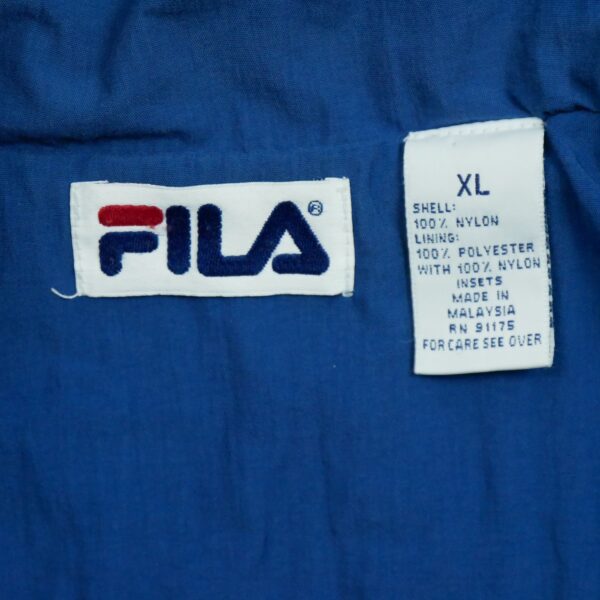 FILA®
XL
SHELL:
100% NYLON
LINING:
100% POLYESTER
WITH 100% NYLON
INSETS
MADE IN
MALAYSIA
RN 91175
FOR CARE SEE OVER